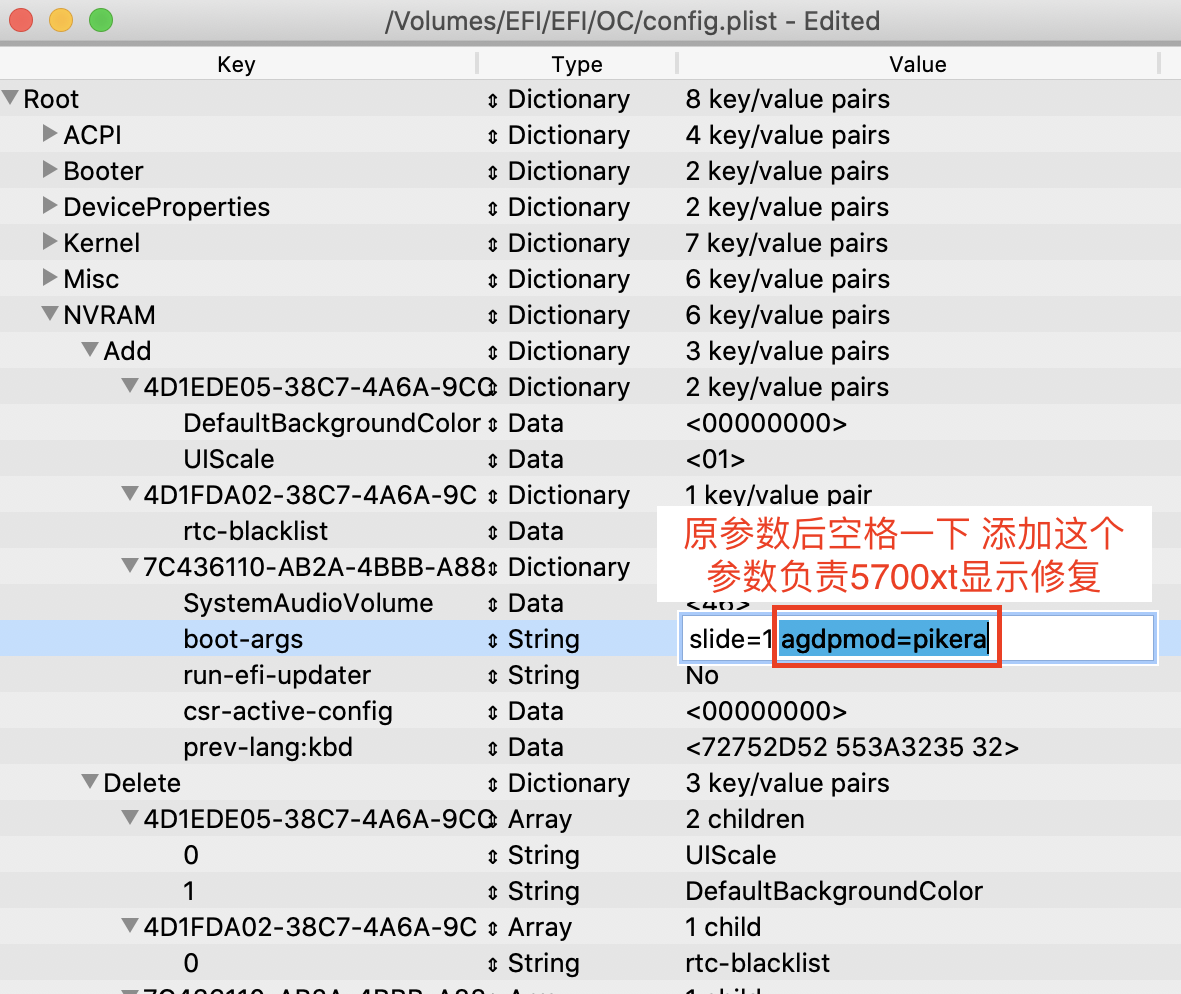 /Volumes/EFI/EFI/OC/config.plist - Edited
Key Type Value
Root Dictionary 8 key/value pairs
ACPI Dictionary 4 key/value pairs
Booter Dictionary 2 key/value pairs
DeviceProperties Dictionary 2 key/value pairs
Kernel Dictionary 7 key/value pairs
Misc Dictionary 6 key/value pairs
NVRAM Dictionary 6 key/value pairs
Add Dictionary 3 key/value pairs
4D1EDE05-38C7-4A6A-9CC Dictionary 2 key/value pairs
DefaultBackgroundColor Data <00000000>
UIScale Data <01>
4D1FDA02-38C7-4A6A-9C Dictionary 1 key/value pair
rtc-blacklist Data
原参数后空格一下 添加这个
参数负责5700xt显示修复
7C436110-AB2A-4BBB-A88 Dictionary
SystemAudioVolume Data <46>
boot-args String slide=1 agdpmod=pikera
run-efi-updater String No
csr-active-config Data <00000000>
prev-lang:kbd Data <72752D52 553A3235 32>
Delete Dictionary 3 key/value pairs
4D1EDE05-38C7-4A6A-9CC Array 2 children
0 String UIScale
1 String DefaultBackgroundColor
4D1FDA02-38C7-4A6A-9C Array 1 child
0 String rtc-blacklist